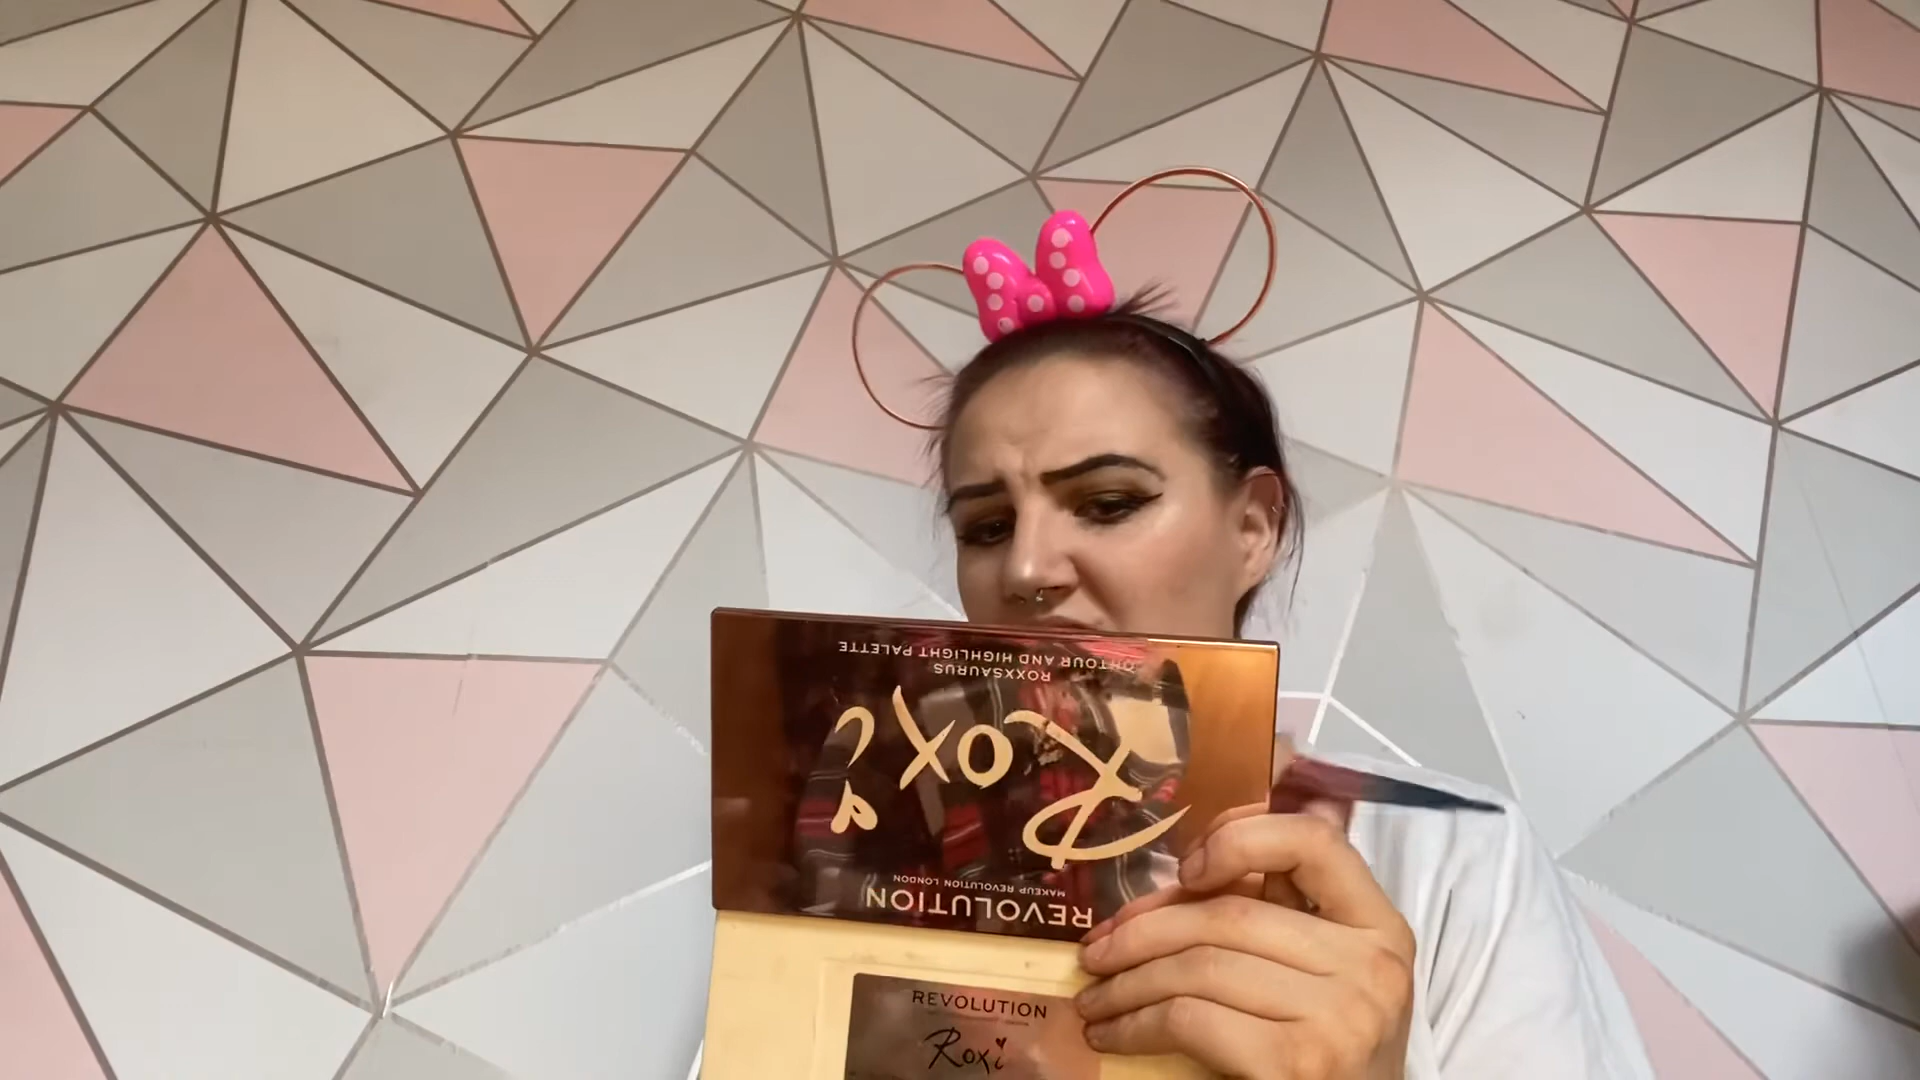 REVOLUTION
MAKEUP REVOLUTION LONDON
Roxi
ROXXSAURUS
CONTOUR AND HIGHLIGHT PALETTE
REVOLUTION
Roxi